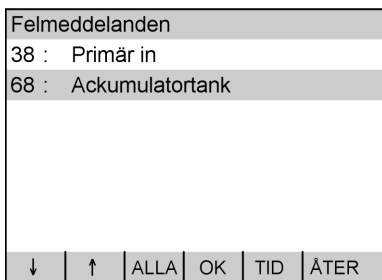 Felmeddelanden
38 : Primär in
68 : Ackumulatortank
↓ ↑ ALLA OK TID ÅTER